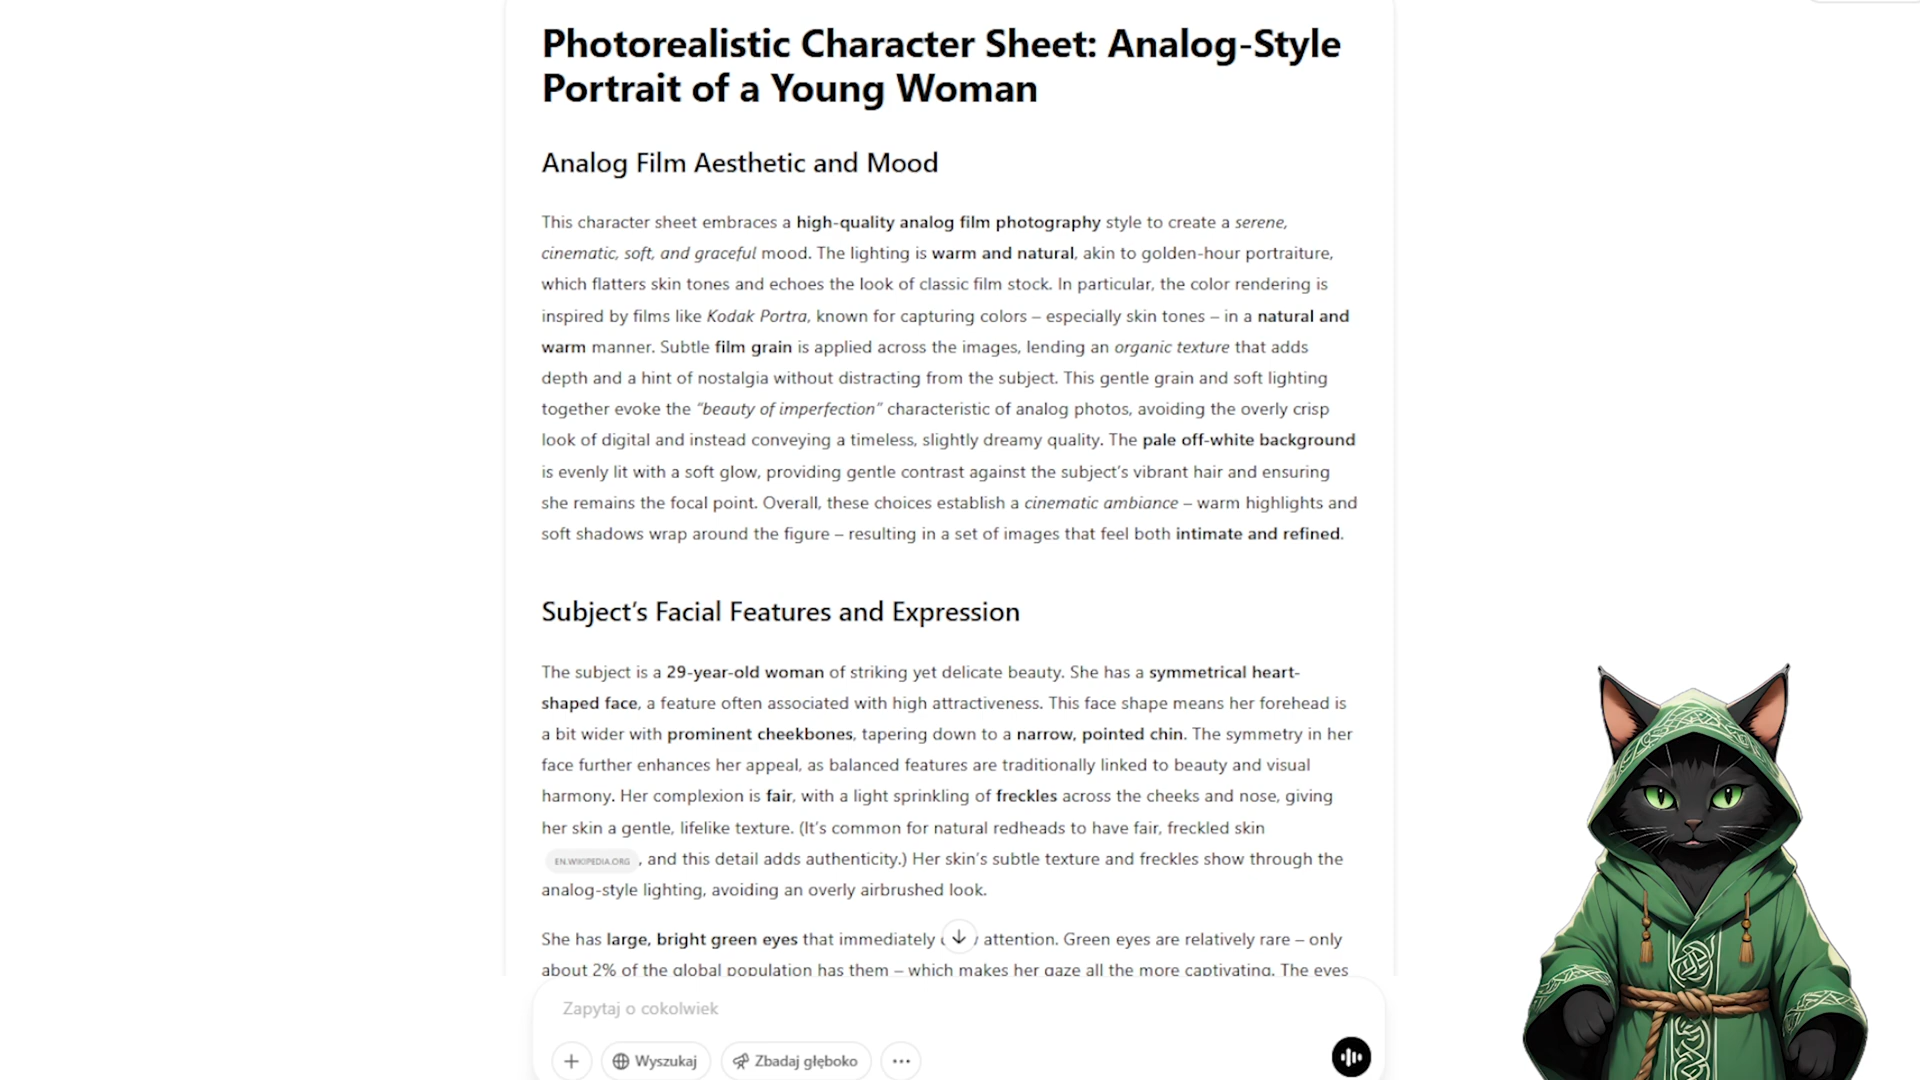 Photorealistic Character Sheet: Analog-Style
Portrait of a Young Woman
Analog Film Aesthetic and Mood
This character sheet embraces a high-quality analog film photography style to create a serene,
cinematic, soft, and graceful mood. The lighting is warm and natural, akin to golden-hour portraiture,
which flatters skin tones and echoes the look of classic film stock. In particular, the color rendering is
inspired by films like Kodak Portra, known for capturing colors – especially skin tones – in a natural and
warm manner. Subtle film grain is applied across the images, lending an organic texture that adds
depth and a hint of nostalgia without distracting from the subject. This gentle grain and soft lighting
together evoke the “beauty of imperfection” characteristic of analog photos, avoiding the overly crisp
look of digital and instead conveying a timeless, slightly dreamy quality. The pale off-white background
is evenly lit with a soft glow, providing gentle contrast against the subject’s vibrant hair and ensuring
she remains the focal point. Overall, these choices establish a cinematic ambiance – warm highlights and
soft shadows wrap around the figure – resulting in a set of images that feel both intimate and refined.
Subject’s Facial Features and Expression
The subject is a 29-year-old woman of striking yet delicate beauty. She has a symmetrical heart-
shaped face, a feature often associated with high attractiveness. This face shape means her forehead is
a bit wider with prominent cheekbones, tapering down to a narrow, pointed chin. The symmetry in her
face further enhances her appeal, as balanced features are traditionally linked to beauty and visual
harmony. Her complexion is fair, with a light sprinkling of freckles across the cheeks and nose, giving
her skin a gentle, lifelike texture. (It’s common for natural redheads to have fair, freckled skin
EN.WIKIPEDIA.ORG , and this detail adds authenticity.) Her skin’s subtle texture and freckles show through the
analog-style lighting, avoiding an overly airbrushed look.
She has large, bright green eyes that immediately attention. Green eyes are relatively rare – only
about 2% of the global population has them – which makes her gaze all the more captivating. The eyes
Zapytaj o cokolwiek
Wyszukaj
Zbadaj głęboko